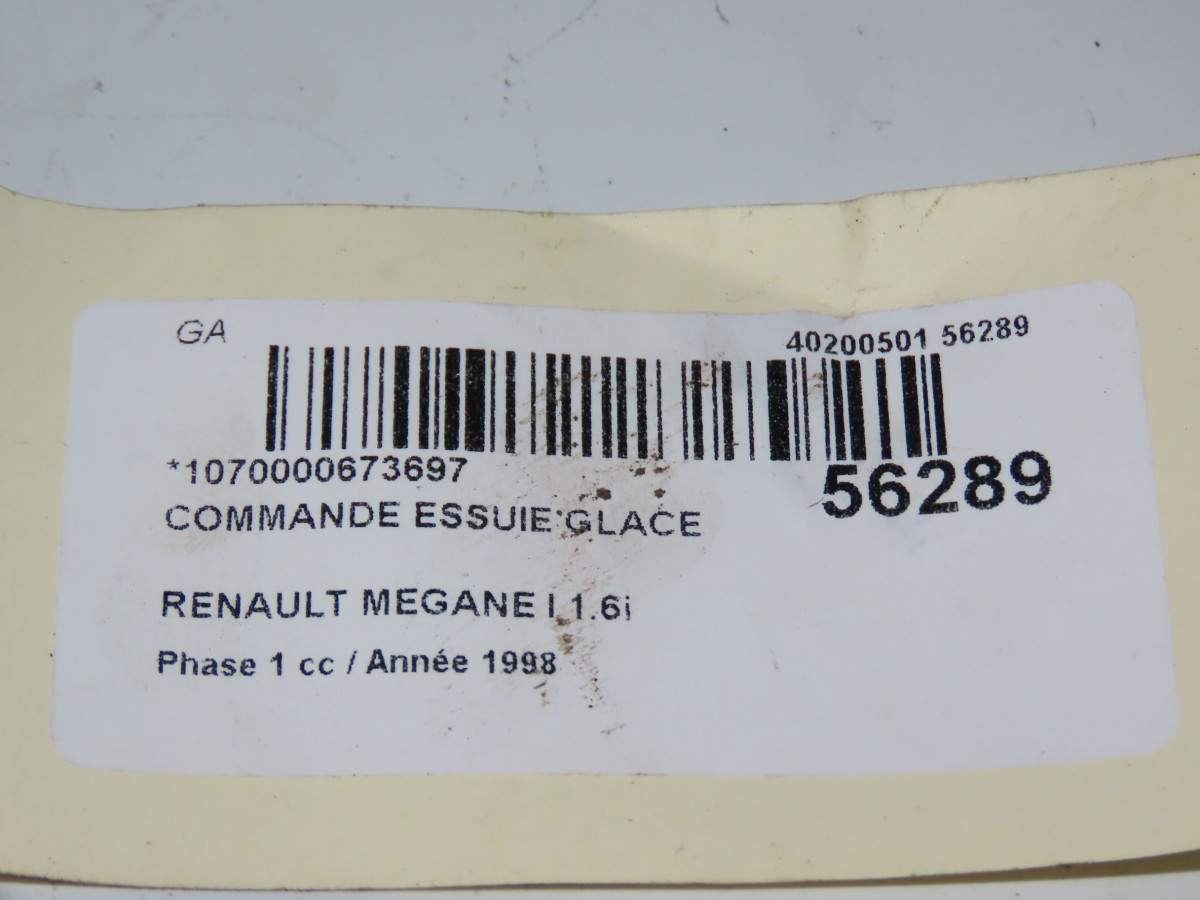 GA
40200501 56289
*1070000673697
56289
COMMANDE ESSUIE GLACE
RENAULT MEGANE I 1.6i
Phase 1 cc / Année 1998